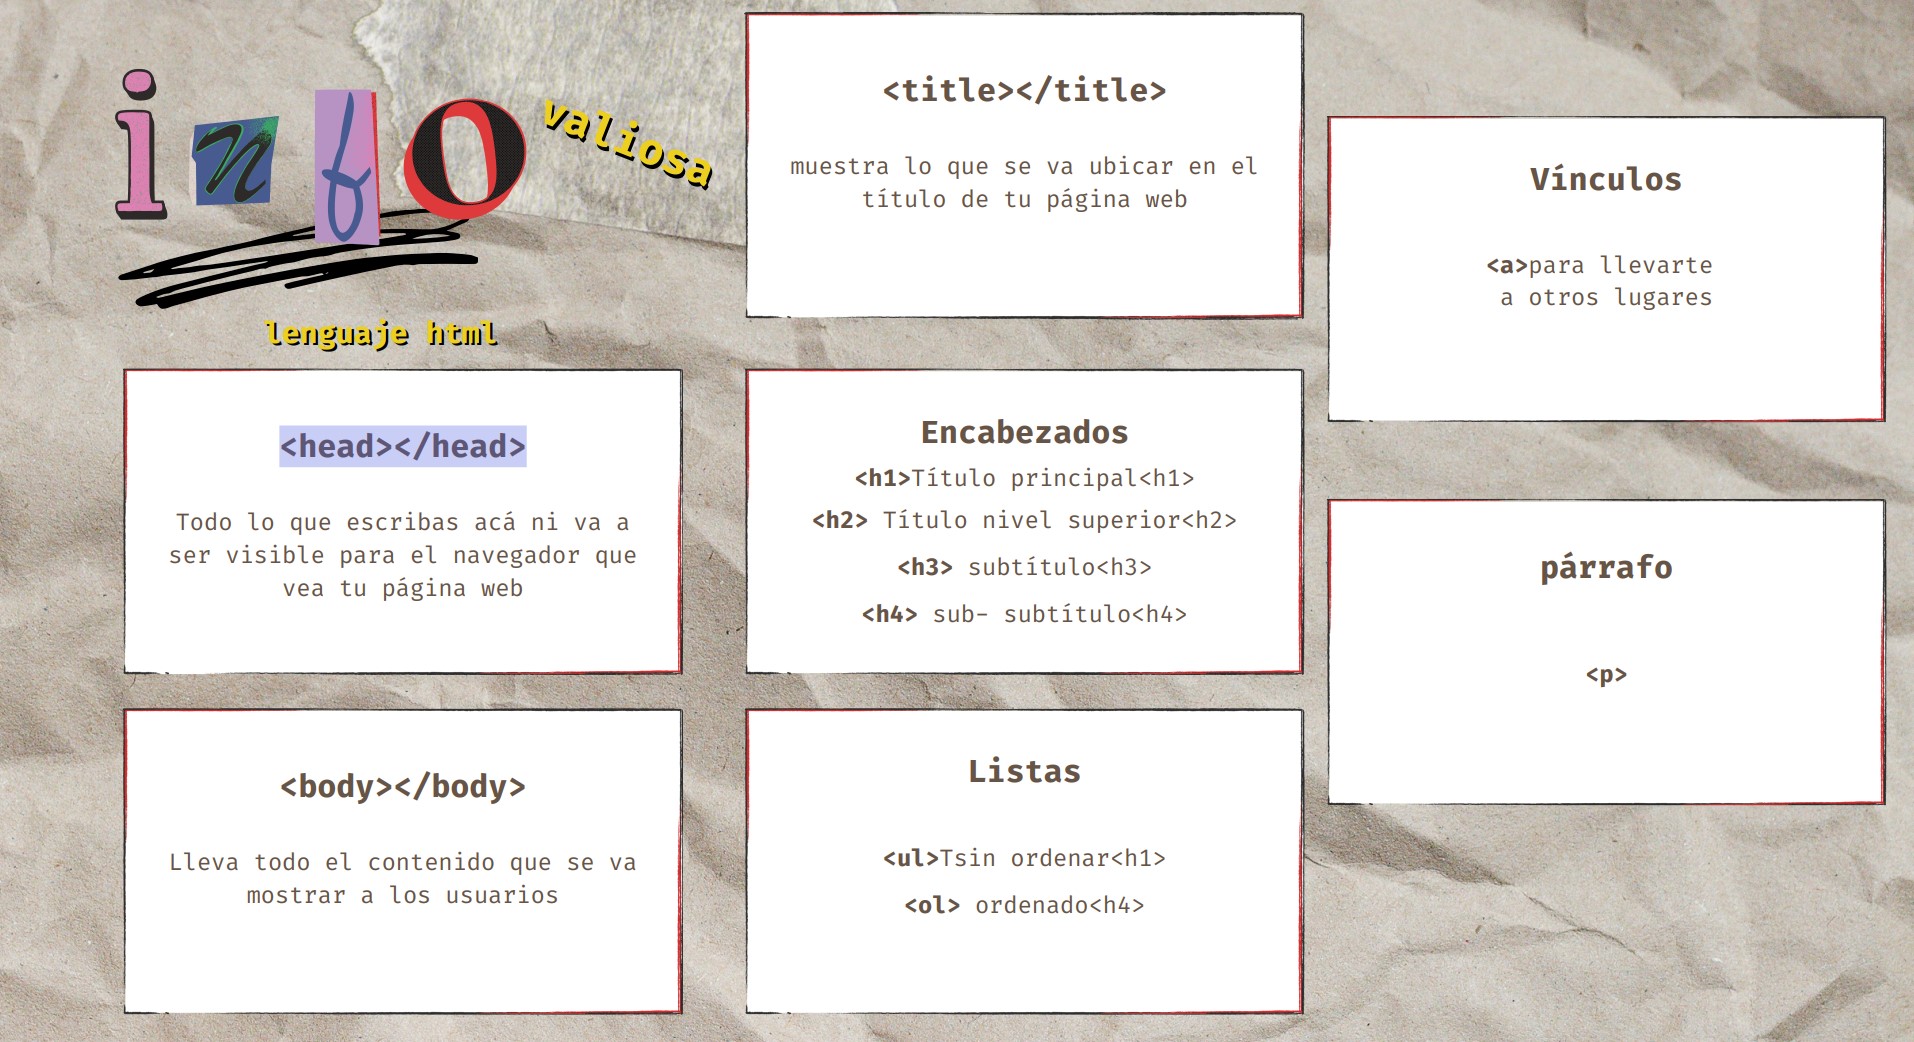 info
valiosa
lenguaje html
<head></head>
Todo lo que escribas acá ni va a
ser visible para el navegador que
vea tu página web
<body></body>
Lleva todo el contenido que se va
mostrar a los usuarios
<title></title>
muestra lo que se va ubicar en el
título de tu página web
Encabezados
<h1>Título principal<h1>
<h2> Título nivel superior<h2>
<h3> subtítulo<h3>
<h4> sub- subtítulo<h4>
Listas
<ul>Tsin ordenar<h1>
<ol> ordenado<h4>
Vínculos
<a>para llevarte
a otros lugares
párrafo
<p>